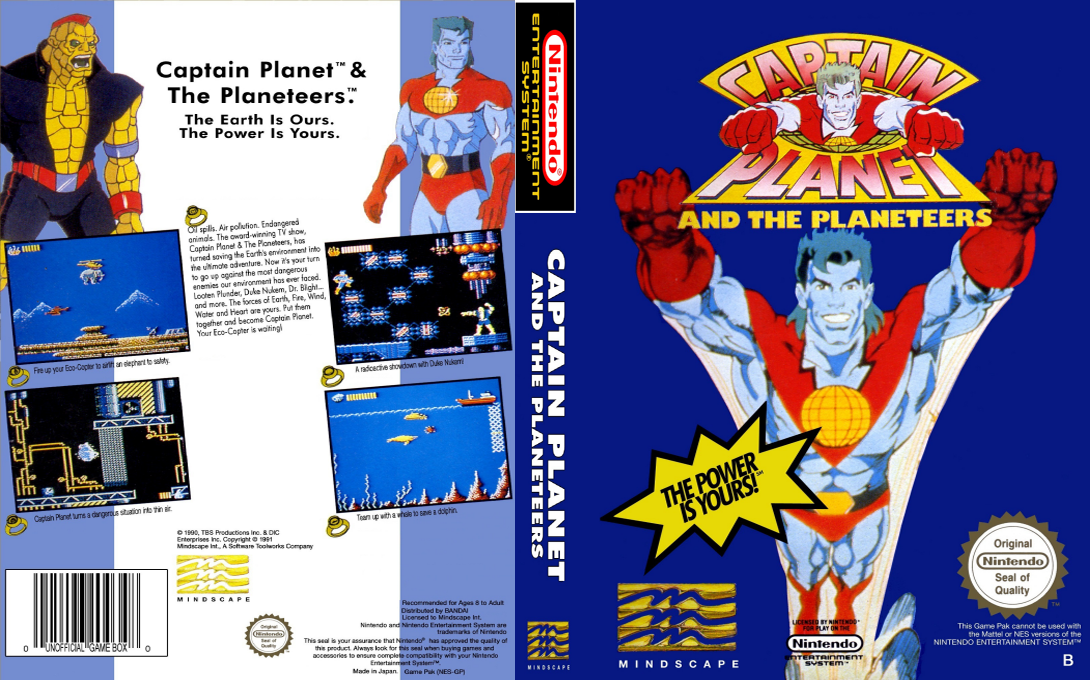 Captain Planet™ &
The Planeteers.™
The Earth Is Ours.
The Power Is Yours.
Oil spills. Air pollution. Endangered
animals. The award-winning TV show,
Captain Planet & The Planeteers, has
turned saving the Earth's environment into
the ultimate adventure. Now it's your turn
to go up against the most dangerous
enemies our environment has ever faced.
Looten Plunder, Duke Nukem, Dr. Blight...
and more. The forces of Earth, Fire, Wind,
Water and Heart are yours. Put them
together and become Captain Planet.
Your Eco-Copter is waiting!
Fire up your Eco-Copter to airlift an elephant to safety.
A radioactive showdown with Duke Nukem!
Captain Planet turns a dangerous situation into thin air.
Team up with a whale to save a dolphin.
© 1990, TBS Productions Inc. & DIC
Enterprises Inc. Copyright © 1991
Mindscape Int., A Software Toolworks Company
MINDSCAPE
0 UNOFFICIAL GAME BOX 0
Original
Nintendo
Seal of
Quality
Recommended for Ages 8 to Adult
Distributed by BANDAI
Licensed to Mindscape Int.
Nintendo and Nintendo Entertainment System are
trademarks of Nintendo
This seal is your assurance that Nintendo® has approved the quality of
this product. Always look for this seal when buying games and
accessories to ensure complete compatibility with your Nintendo
Entertainment System™.
Made in Japan. Game Pak (NES-GP)
Nintendo®
ENTERTAINMENT
SYSTEM®
CAPTAIN PLANET
AND THE PLANETEERS
MINDSCAPE
CAPTAIN
PLANET
AND THE PLANETEERS
THE POWER
IS YOURS!℠
MINDSCAPE
LICENSED BY NINTENDO®
FOR PLAY ON THE
Nintendo
ENTERTAINMENT
SYSTEM™
Original
Nintendo
Seal of
Quality
TM
This Game Pak cannot be used with
the Mattel or NES versions of the
NINTENDO ENTERTAINMENT SYSTEM™
B